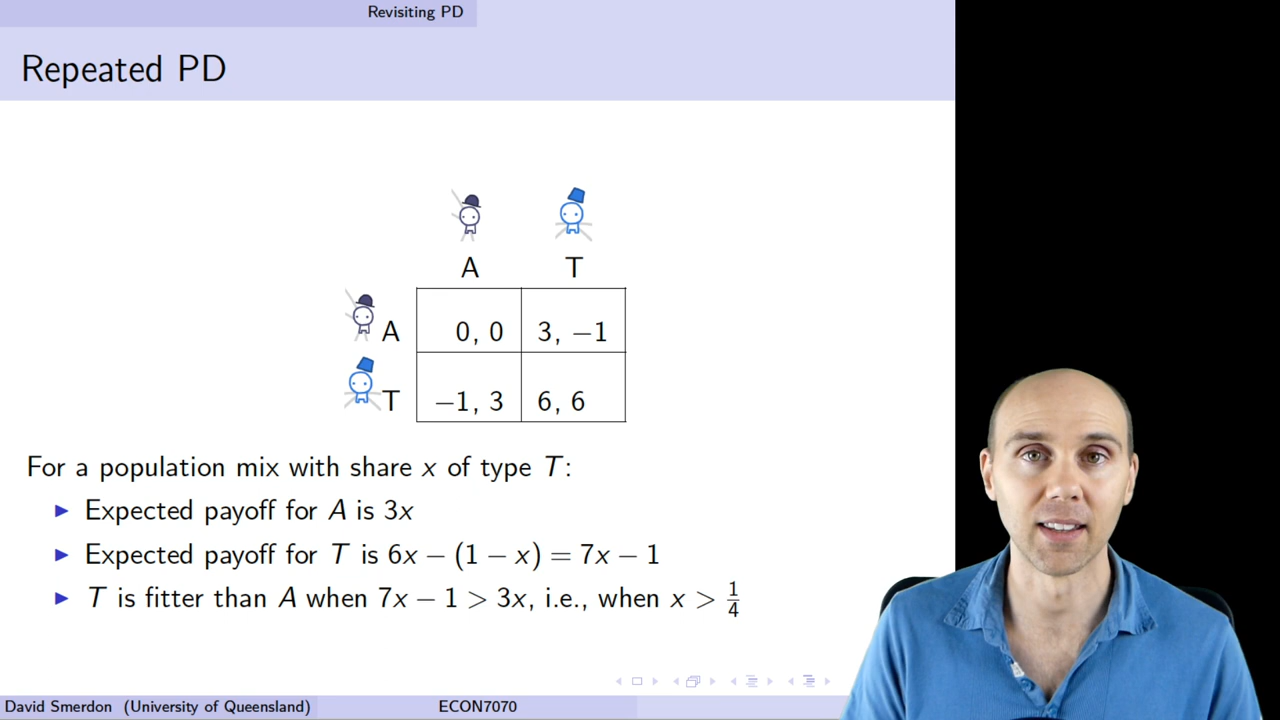 Revisiting PD
Repeated PD
A T
A 0, 0 3, −1
T −1, 3 6, 6
For a population mix with share x of type T:
▶ Expected payoff for A is 3x
▶ Expected payoff for T is 6x − (1 − x) = 7x − 1
▶ T is fitter than A when 7x − 1 > 3x, i.e., when x > 1/4
David Smerdon (University of Queensland) ECON7070